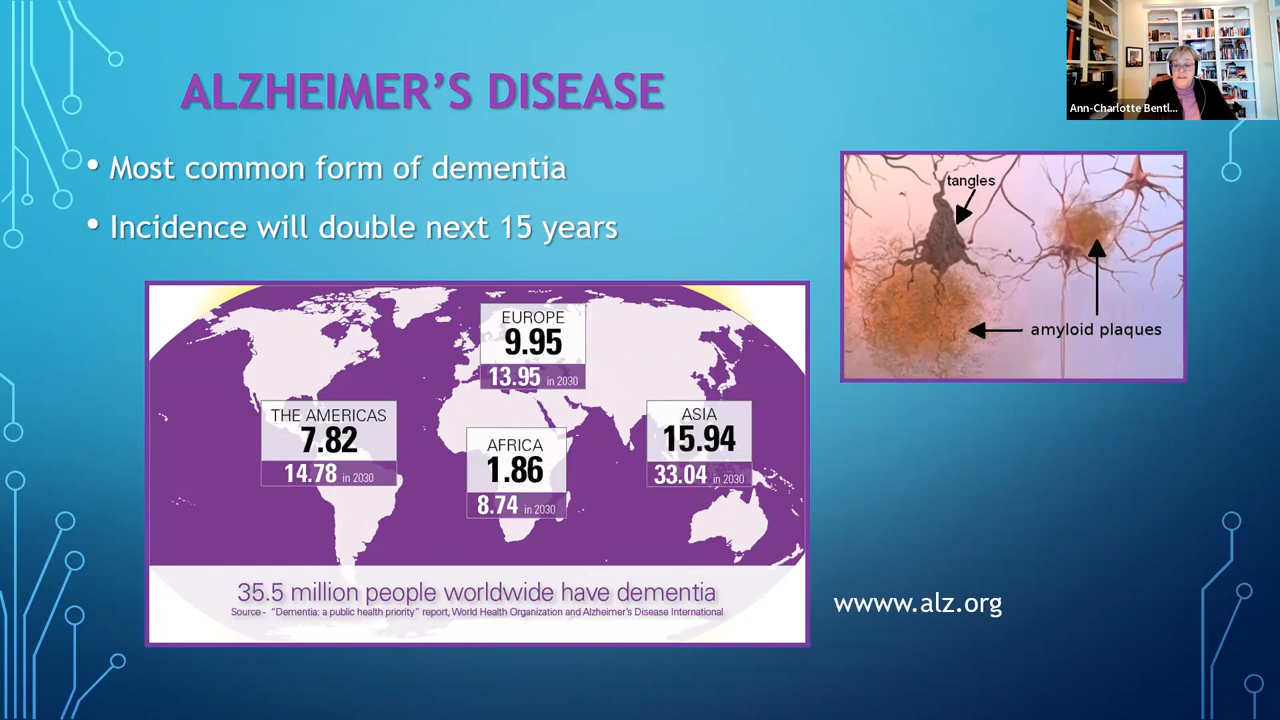 ALZHEIMER'S DISEASE
• Most common form of dementia
• Incidence will double next 15 years
Ann-Charlotte Bentl...
tangles
amyloid plaques
EUROPE
9.95
13.95 in 2030
THE AMERICAS
7.82
14.78 in 2030
AFRICA
1.86
8.74 in 2030
ASIA
15.94
33.04 in 2030
35.5 million people worldwide have dementia
Source - "Dementia: a public health priority" report, World Health Organization and Alzheimer's Disease International
wwww.alz.org